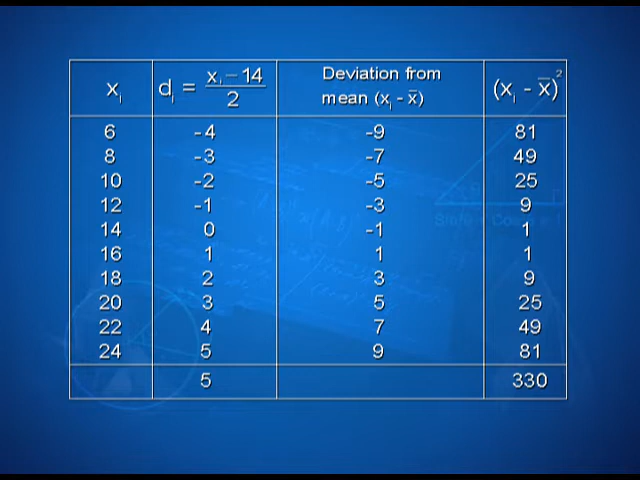 xᵢ | dᵢ = (xᵢ – 14)/2 | Deviation from mean (xᵢ - x̅) | (xᵢ - x̅)²
6 | -4 | -9 | 81
8 | -3 | -7 | 49
10 | -2 | -5 | 25
12 | -1 | -3 | 9
14 | 0 | -1 | 1
16 | 1 | 1 | 1
18 | 2 | 3 | 9
20 | 3 | 5 | 25
22 | 4 | 7 | 49
24 | 5 | 9 | 81
5 | 330